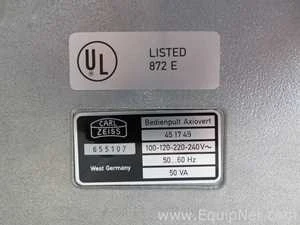 UL
LISTED
872 E
CARL
ZEISS
655107
West Germany
Bedienpult Axiovert
45 17 49
100-120-220-240V~
50...60 Hz
50 VA
www.EquipNet.com